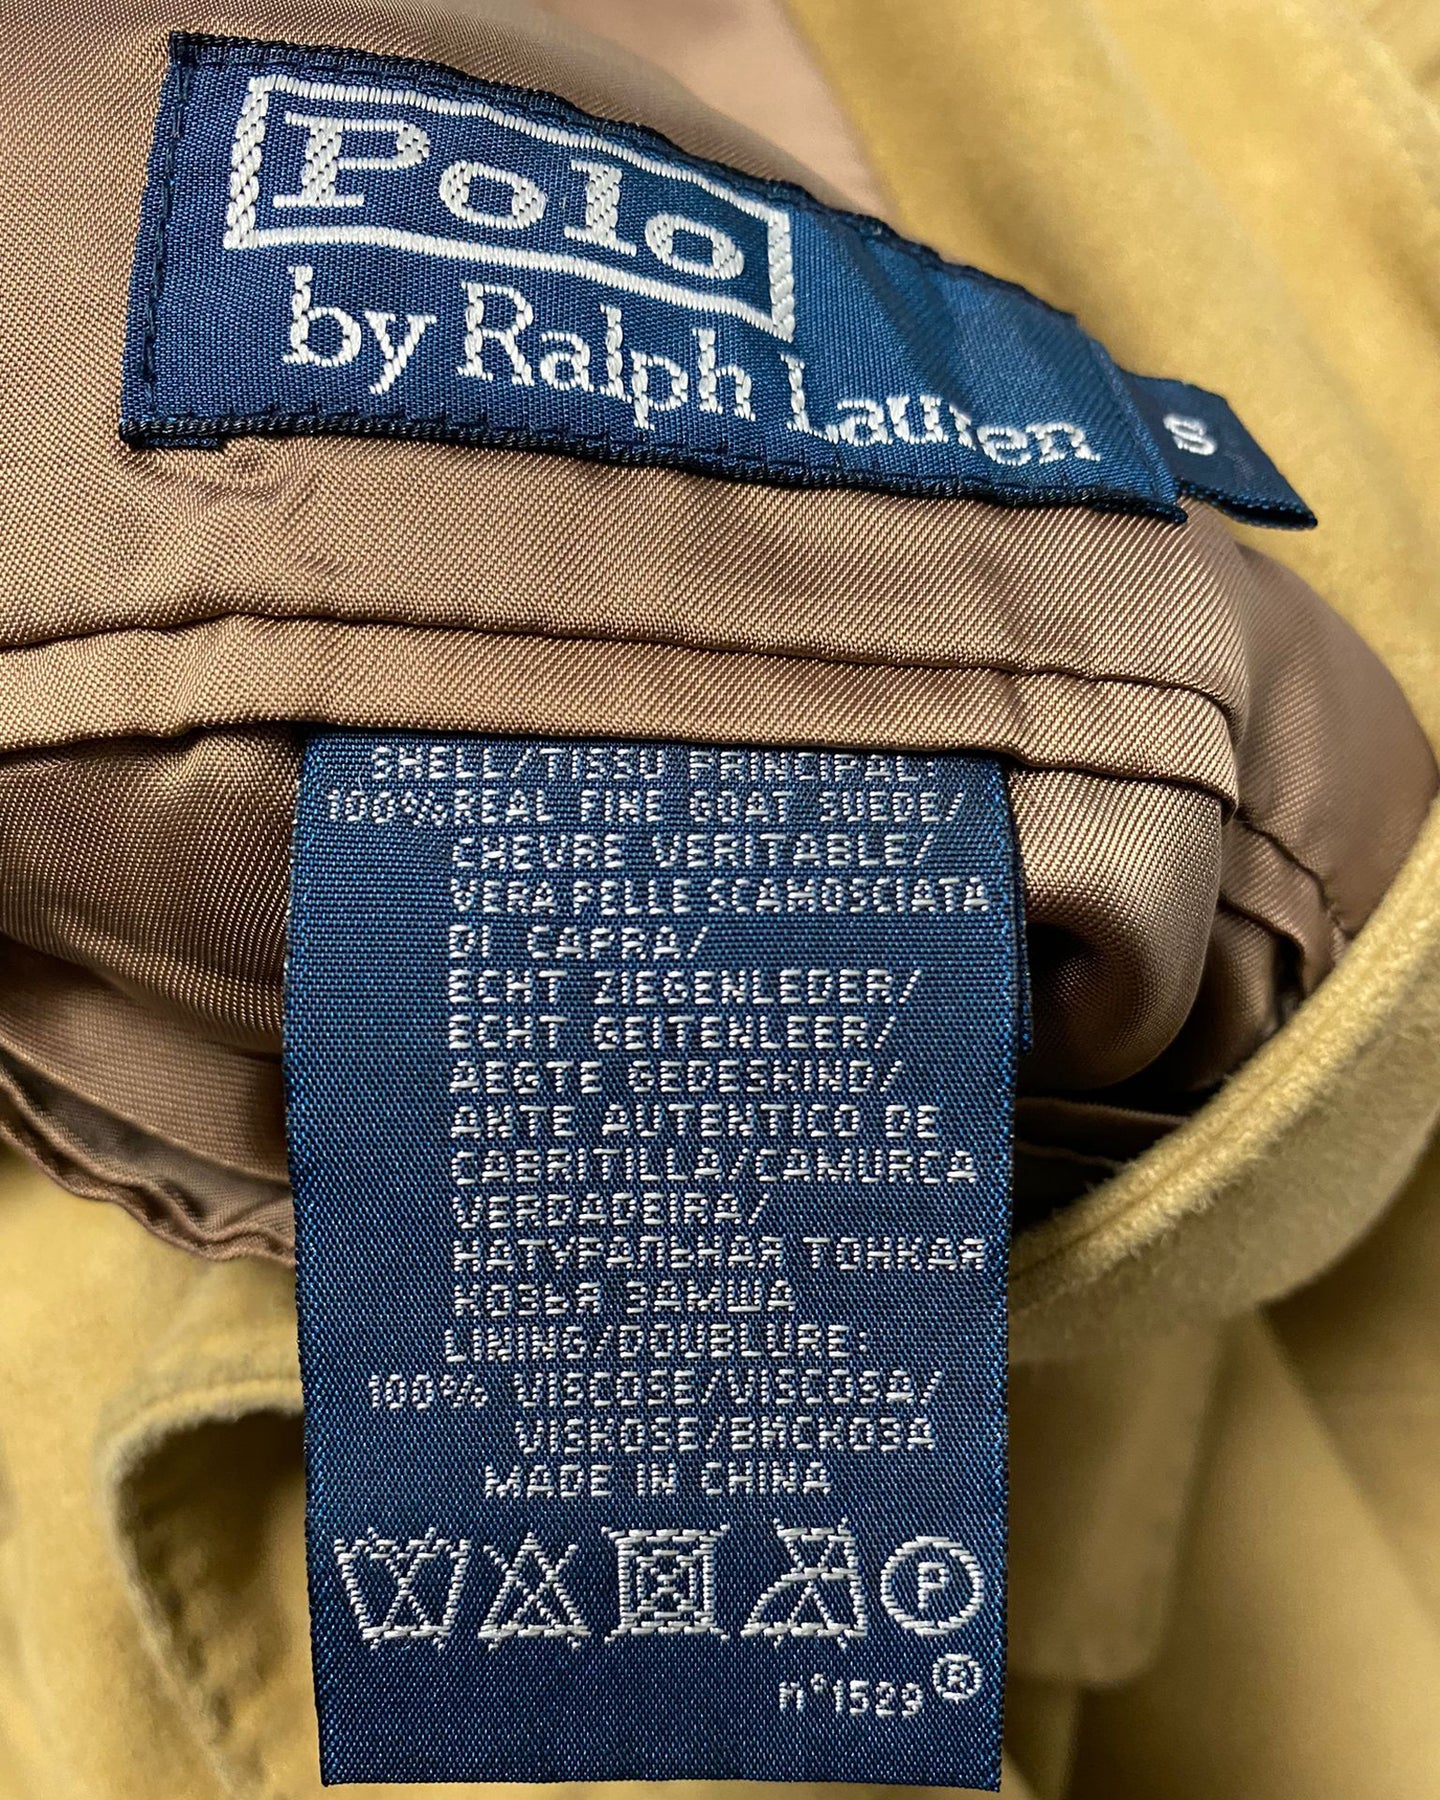 Polo
by Ralph Lauren
S
SHELL/TISSU PRINCIPAL:
100%REAL FINE GOAT SUEDE/
CHEVRE VERITABLE/
VERA PELLE SCAMOSCIATA
DI CAPRA/
ECHT ZIEGENLEDER/
ECHT GEITENLEER/
AEGTE GEDESKIND/
ANTE AUTENTICO DE
CABRITILLA/CAMURCA
VERDADEIRA/
НАТУРАЛЬНАЯ ТОНКАЯ
КОЗЬЯ ЗАМША
LINING/DOUBLURE:
100% VISCOSE/VISCOSA/
VISKOSE/ВИСКОЗА
MADE IN CHINA
P
n°1529 ®